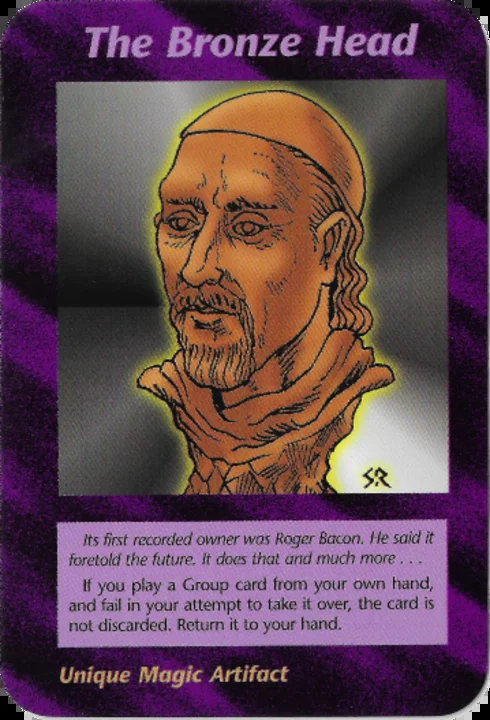 The Bronze Head
SR
Its first recorded owner was Roger Bacon. He said it
foretold the future. It does that and much more . . .
If you play a Group card from your own hand,
and fail in your attempt to take it over, the card is
not discarded. Return it to your hand.
Unique Magic Artifact